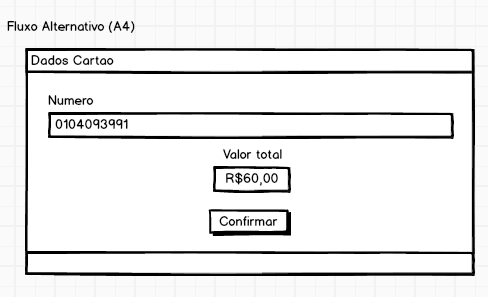 Fluxo Alternativo (A4)
Dados Cartao
Numero
0104093991
Valor total
R$60,00
Confirmar